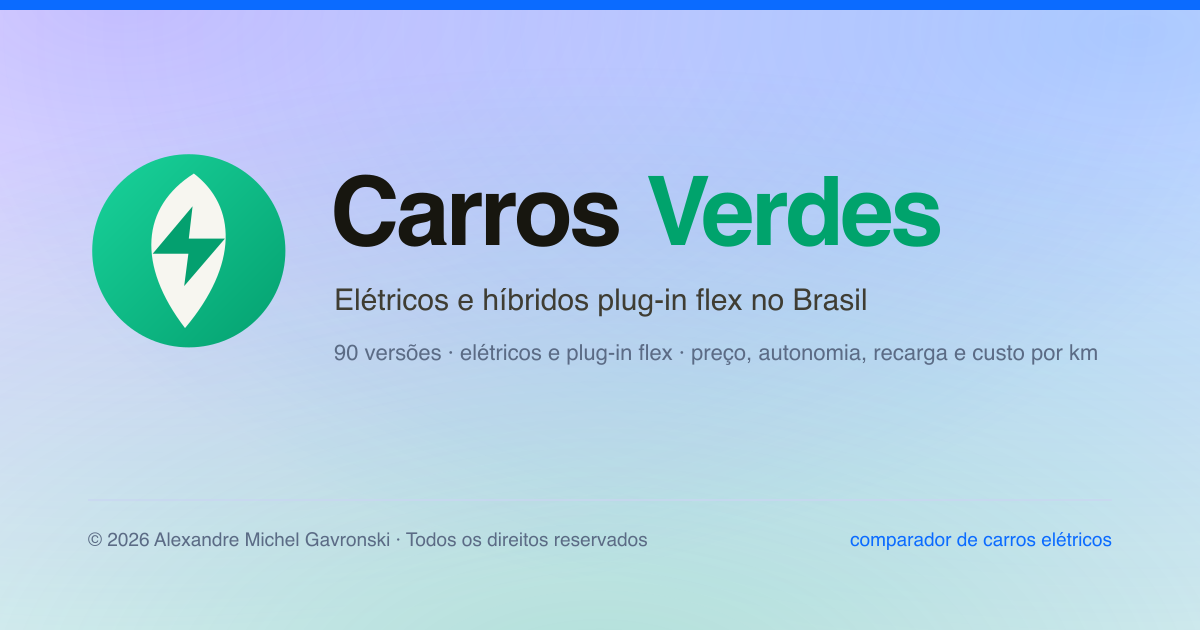 Carros Verdes
Elétricos e híbridos plug-in flex no Brasil
90 versões · elétricos e plug-in flex · preço, autonomia, recarga e custo por km
© 2026 Alexandre Michel Gavronski · Todos os direitos reservados
comparador de carros elétricos